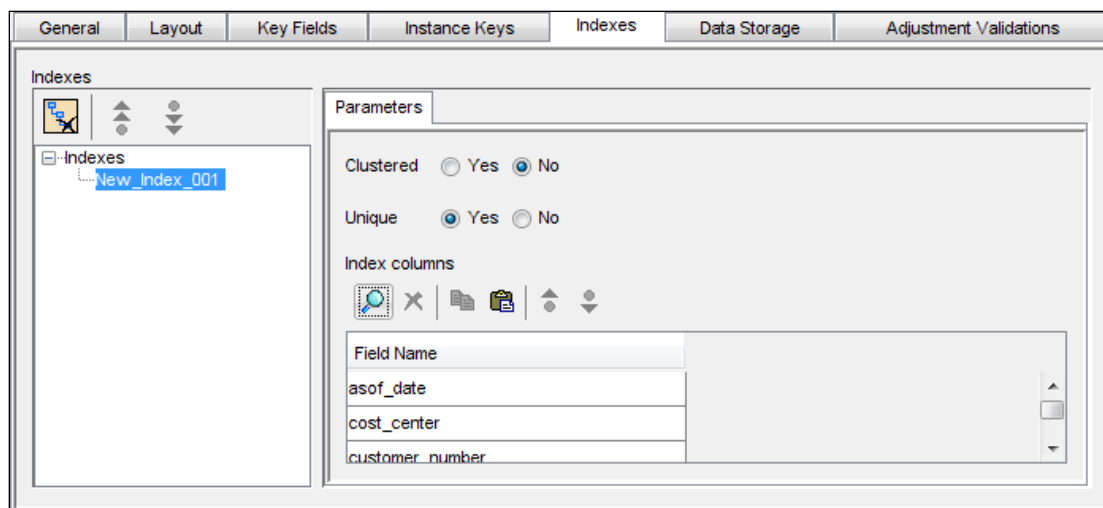 General Layout Key Fields Instance Keys Indexes Data Storage Adjustment Validations
Indexes
Parameters
Indexes
New_Index_001
Clustered Yes No
Unique Yes No
Index columns
Field Name
asof_date
cost_center
customer_number